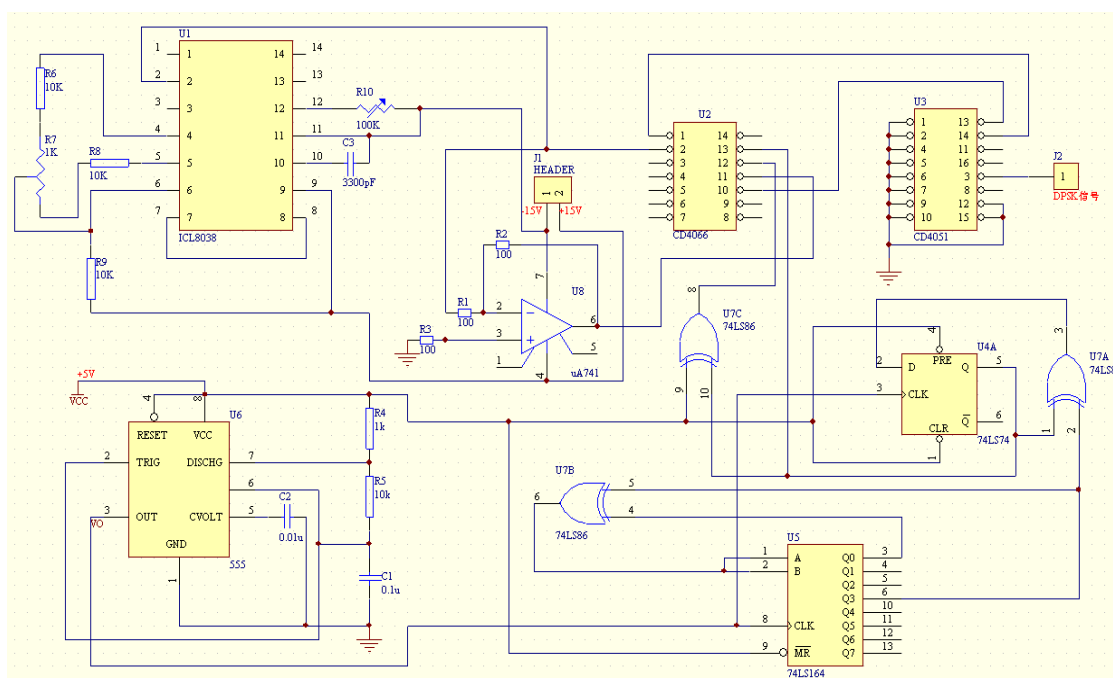 U1
1 1 14 14
2 2 13 13
3 3 12 12
4 4 11 11
5 5 10 10
6 6 9 9
7 7 8 8
ICL8038
R6
10K
R7
1K
R8
10K
R9
10K
R10
100K
C3
3300pF
J1
HEADER
1 2
-15V +15V
R2
100
R1
100
R3
100
U8
2
3
7
6
5
1
4
uA741
U2
1 14
2 13
3 12
4 11
5 10
6 9
7 8
CD4066
U3
1 13
2 14
4 11
5 16
6 3
7 8
9 12
10 15
CD4051
J2
1
DPSK信号
U7C
74LS86
8
9 10
U4A
4
PRE
2 D Q 5
3 CLK
Q 6
CLR
1
74LS74
U7A
74LS8
3
1 2
+5V
VCC
U6
4 8
RESET VCC
2 TRIG DISCHG 7
6
3 OUT CVOLT 5
VO
GND
1
555
R4
1k
R5
10k
C2
0.01u
C1
0.1u
U7B
6 5
4
74LS86
U5
1 A Q0 3
2 B Q1 4
Q2 5
Q3 6
Q4 10
8 CLK Q5 11
Q6 12
9 MR Q7 13
74LS164